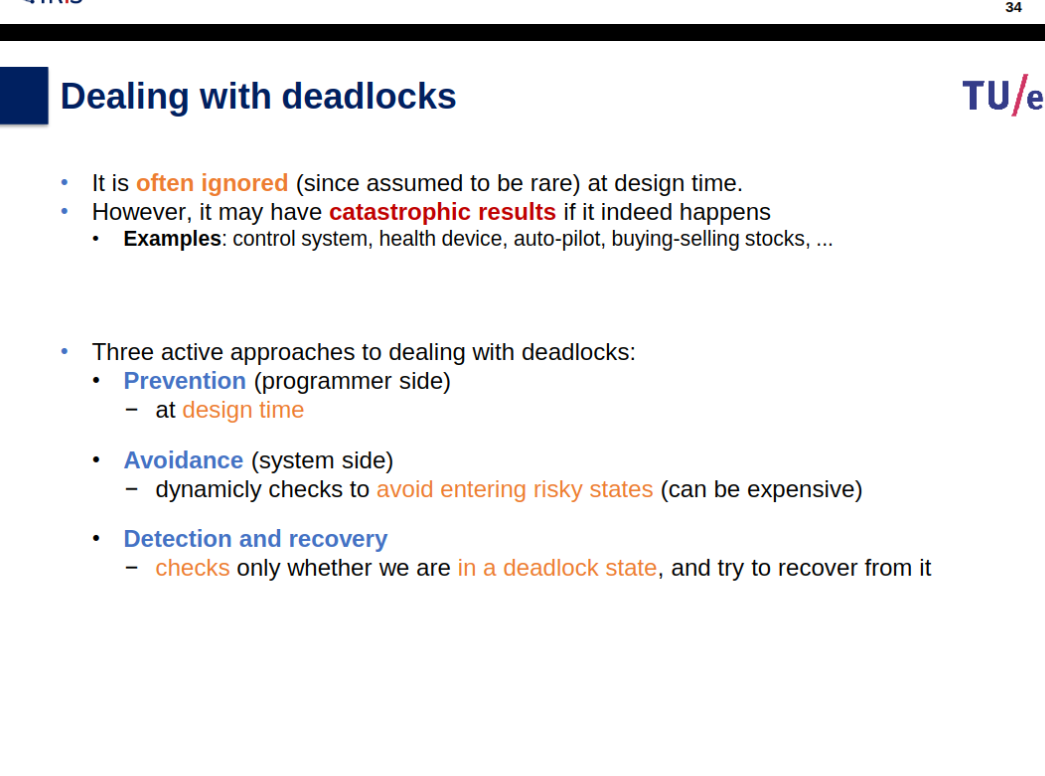 34
Dealing with deadlocks
TU/e
• It is often ignored (since assumed to be rare) at design time.
• However, it may have catastrophic results if it indeed happens
• Examples: control system, health device, auto-pilot, buying-selling stocks, ...
• Three active approaches to dealing with deadlocks:
• Prevention (programmer side)
− at design time
• Avoidance (system side)
− dynamicly checks to avoid entering risky states (can be expensive)
• Detection and recovery
− checks only whether we are in a deadlock state, and try to recover from it